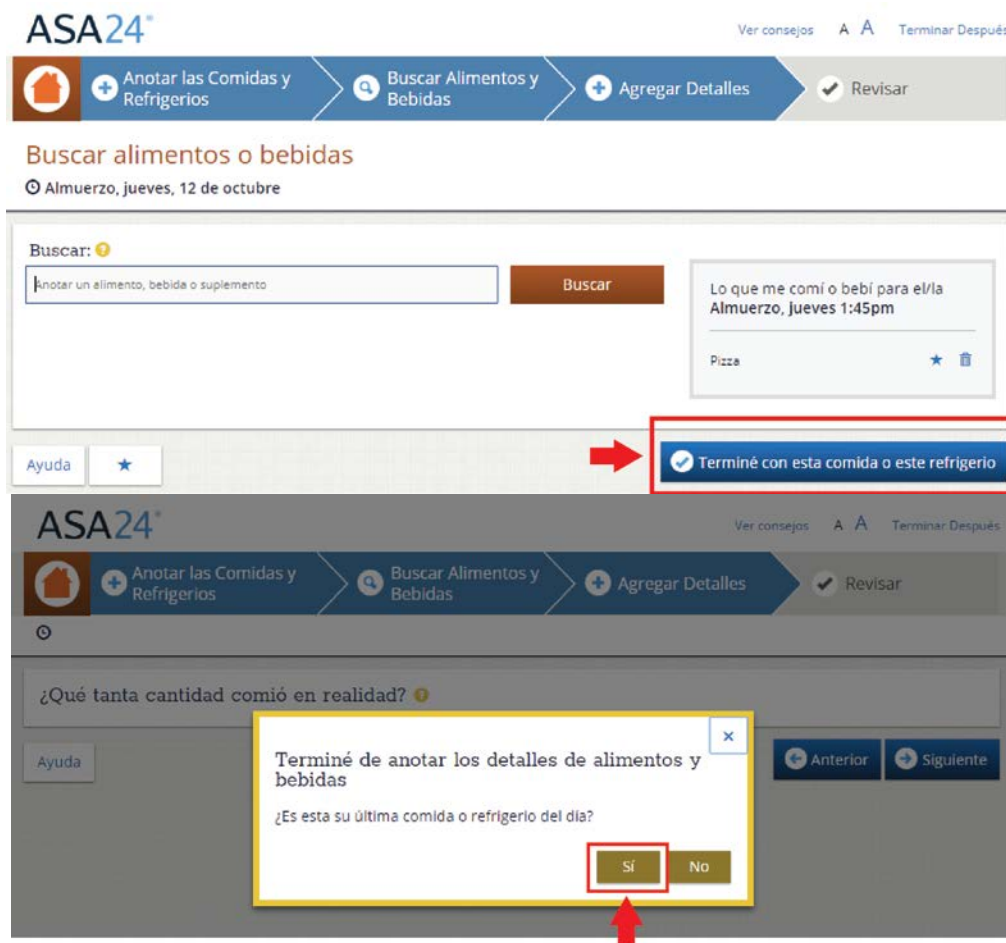 ASA24®
Ver consejos A A Terminar Después
Anotar las Comidas y
Refrigerios
Buscar Alimentos y
Bebidas
Agregar Detalles
Revisar
Buscar alimentos o bebidas
Almuerzo, jueves, 12 de octubre
Buscar: ?
Anotar un alimento, bebida o suplemento
Buscar
Lo que me comí o bebí para el/la
Almuerzo, jueves 1:45pm
Pizza
Ayuda
Terminé con esta comida o este refrigerio
ASA24®
Ver consejos A A Terminar Después
Anotar las Comidas y
Refrigerios
Buscar Alimentos y
Bebidas
Agregar Detalles
Revisar
¿Qué tanta cantidad comió en realidad? ?
Ayuda
Anterior
Siguiente
Terminé de anotar los detalles de alimentos y
bebidas
¿Es esta su última comida o refrigerio del día?
Sí
No